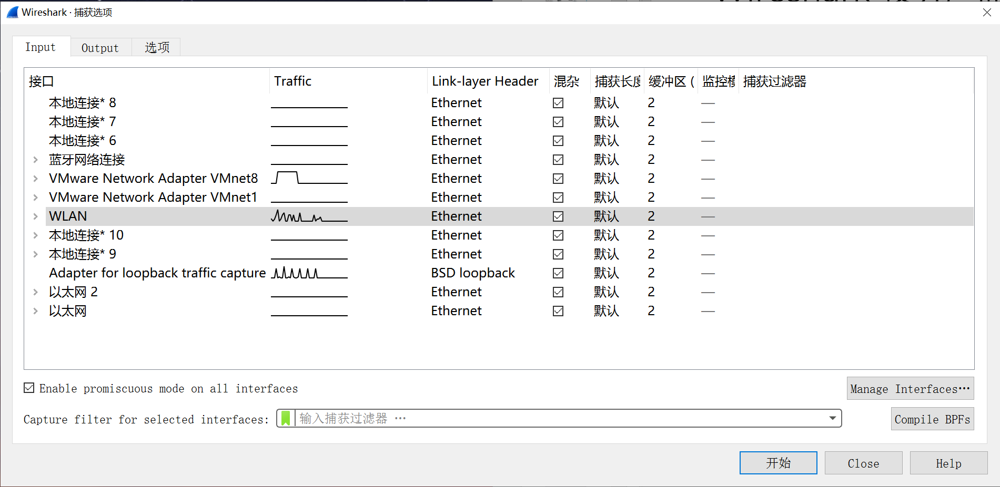 Wireshark · 捕获选项
Input Output 选项
接口 Traffic Link-layer Header 混杂 捕获长度 缓冲区 ( 监控模 捕获过滤器
本地连接* 8 Ethernet 默认 2 —
本地连接* 7 Ethernet 默认 2 —
本地连接* 6 Ethernet 默认 2 —
蓝牙网络连接 Ethernet 默认 2 —
VMware Network Adapter VMnet8 Ethernet 默认 2 —
VMware Network Adapter VMnet1 Ethernet 默认 2 —
WLAN Ethernet 默认 2 —
本地连接* 10 Ethernet 默认 2 —
本地连接* 9 Ethernet 默认 2 —
Adapter for loopback traffic capture BSD loopback 默认 2 —
以太网 2 Ethernet 默认 2 —
以太网 Ethernet 默认 2 —
Enable promiscuous mode on all interfaces Manage Interfaces…
Capture filter for selected interfaces: 输入捕获过滤器 … Compile BPFs
开始 Close Help